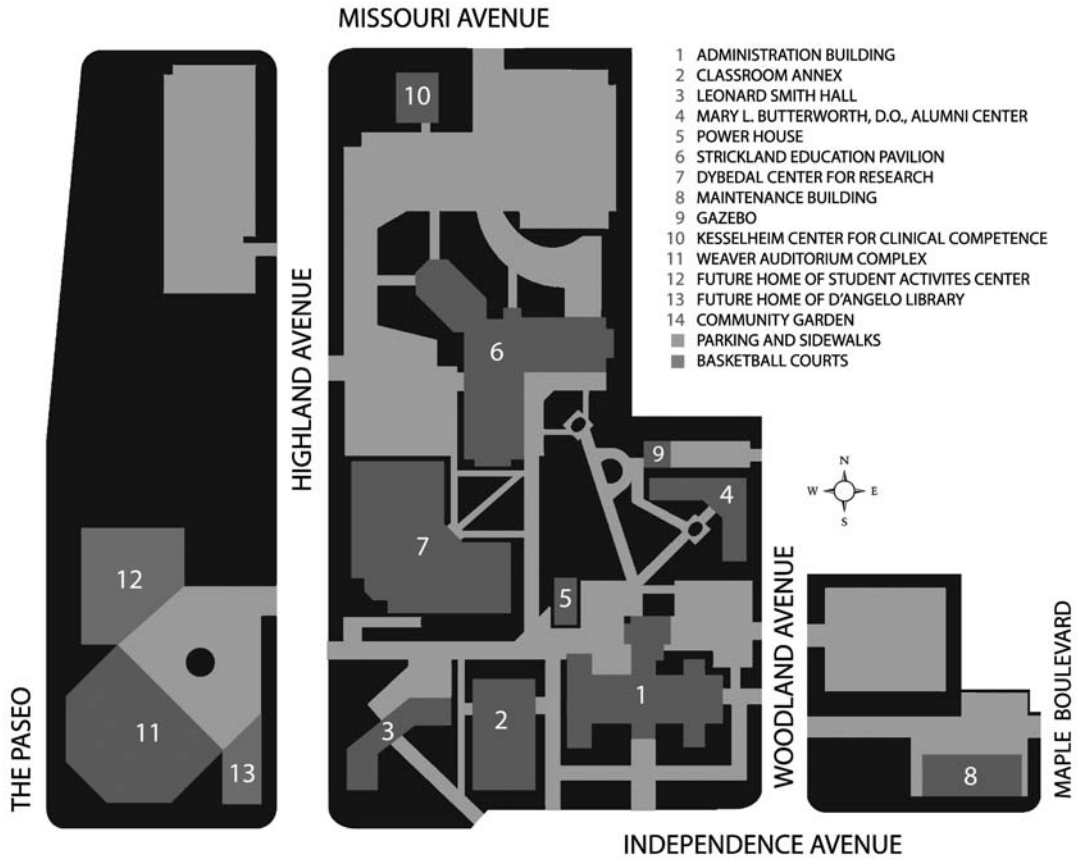 MISSOURI AVENUE
1 ADMINISTRATION BUILDING
2 CLASSROOM ANNEX
3 LEONARD SMITH HALL
4 MARY L. BUTTERWORTH, D.O., ALUMNI CENTER
5 POWER HOUSE
6 STRICKLAND EDUCATION PAVILION
7 DYBEDAL CENTER FOR RESEARCH
8 MAINTENANCE BUILDING
9 GAZEBO
10 KESSELHEIM CENTER FOR CLINICAL COMPETENCE
11 WEAVER AUDITORIUM COMPLEX
12 FUTURE HOME OF STUDENT ACTIVITES CENTER
13 FUTURE HOME OF D'ANGELO LIBRARY
14 COMMUNITY GARDEN
PARKING AND SIDEWALKS
BASKETBALL COURTS
10
HIGHLAND AVENUE
6
9
4
N
W E
S
7
12
5
WOODLAND AVENUE
MAPLE BOULEVARD
THE PASEO
11
13
3
2
1
8
INDEPENDENCE AVENUE